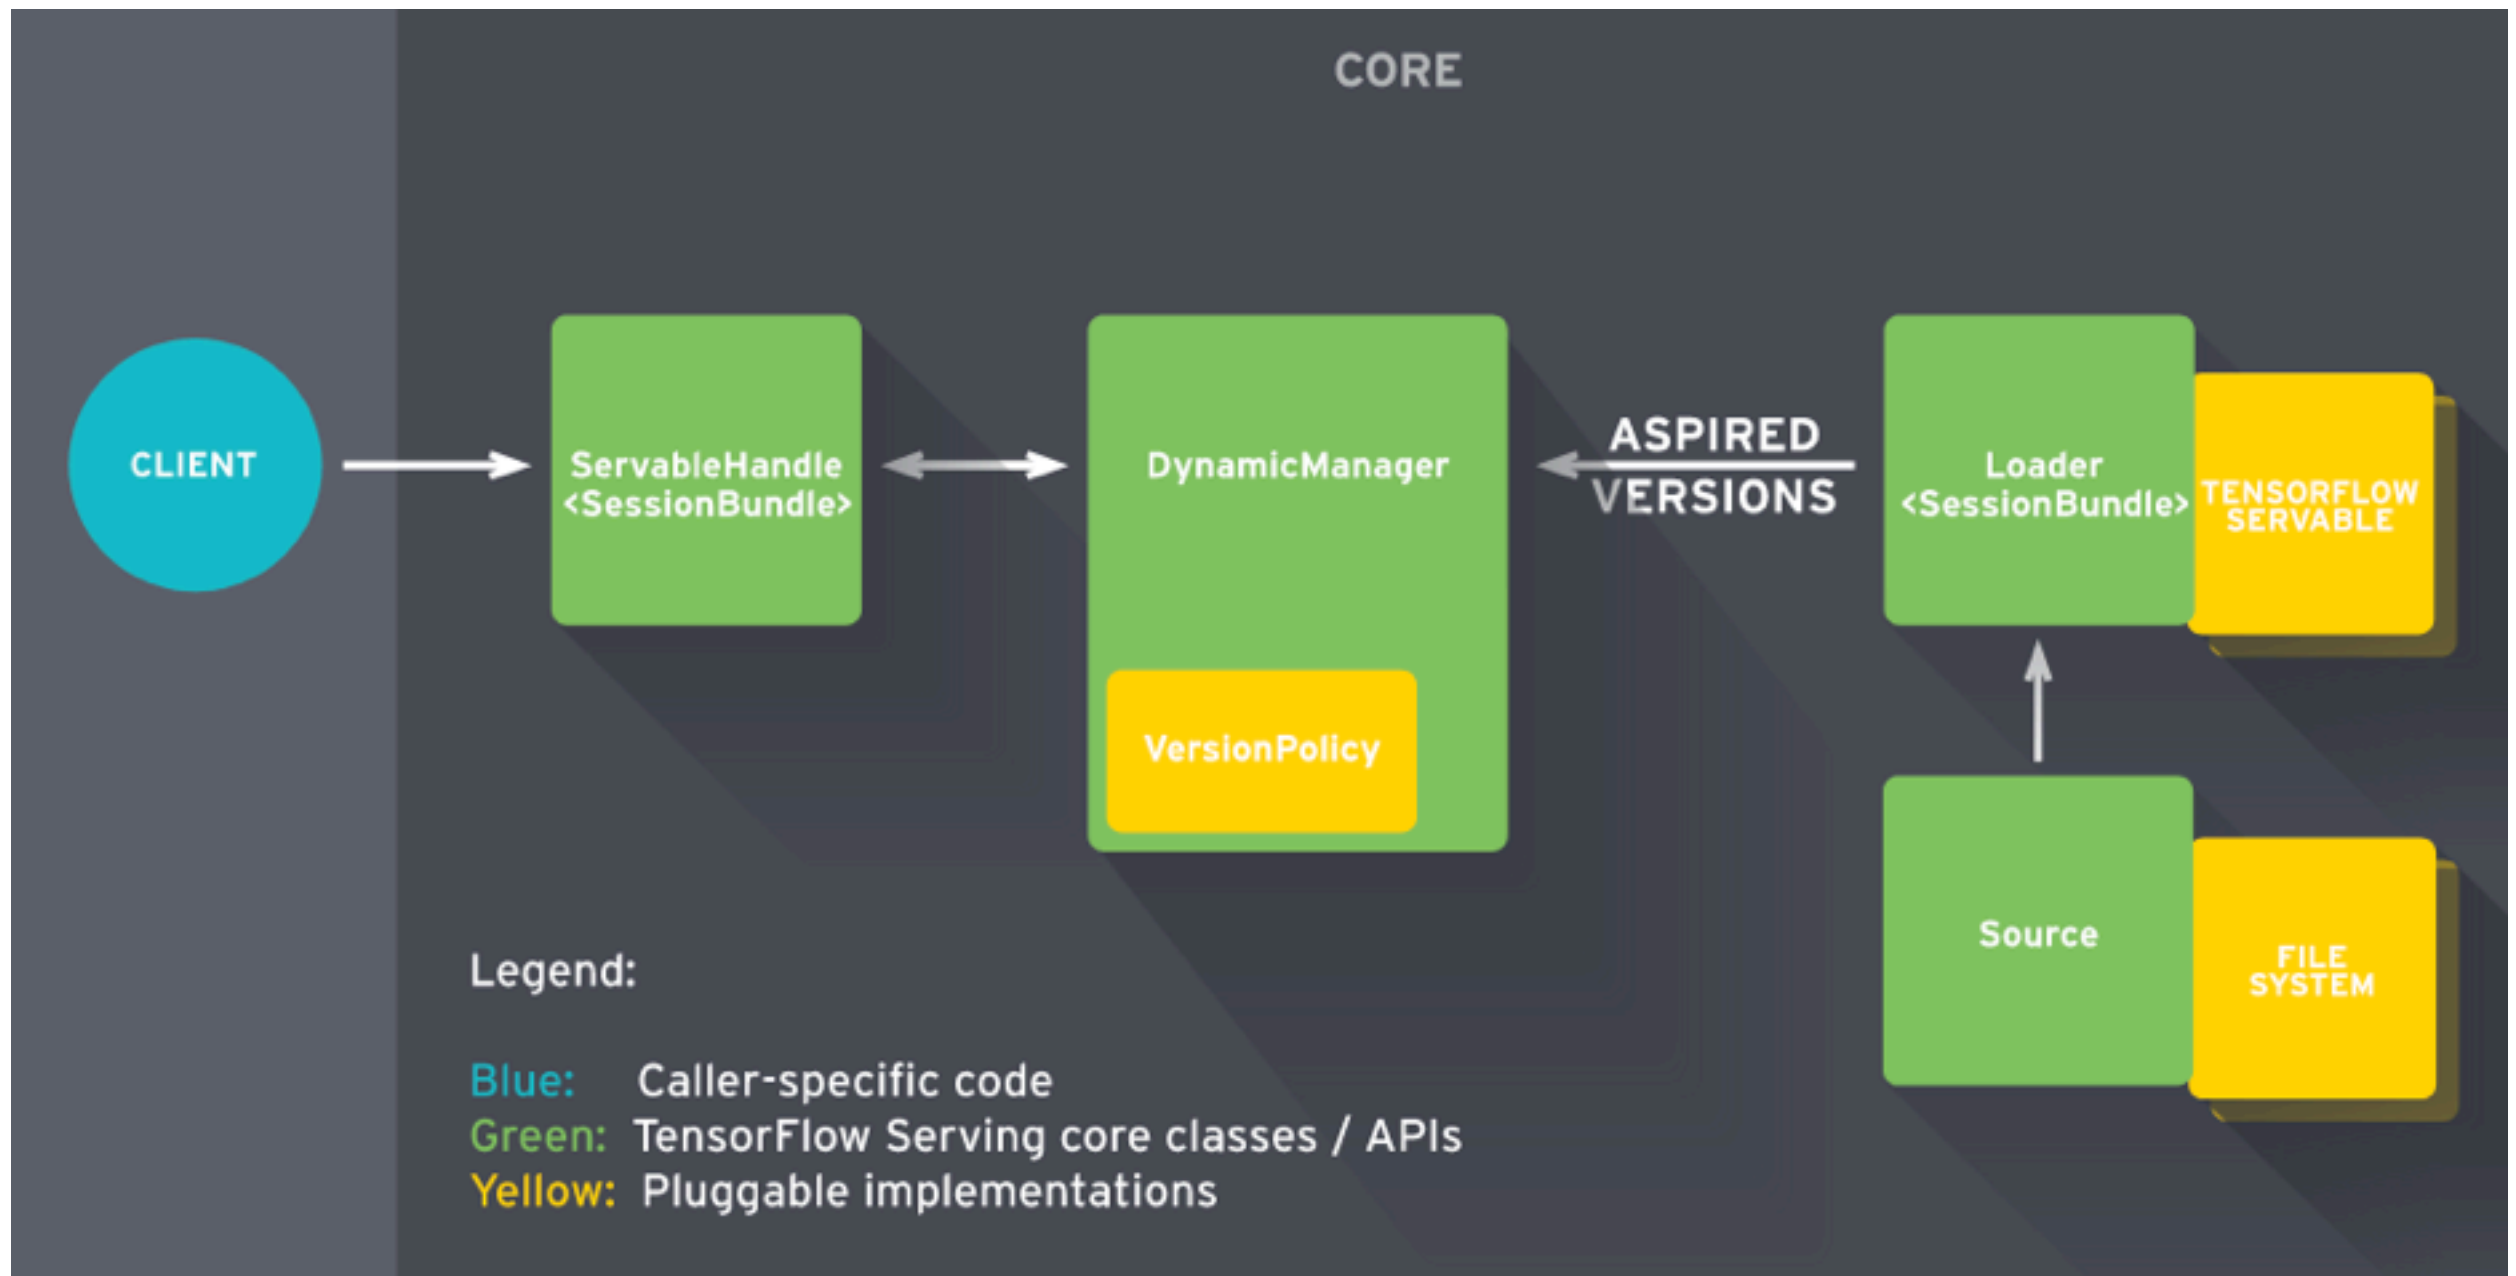 CORE
CLIENT
ServableHandle
<SessionBundle>
DynamicManager
VersionPolicy
ASPIRED
VERSIONS
Loader
<SessionBundle>
TENSORFLOW
SERVABLE
Source
FILE
SYSTEM
Legend:
Blue: Caller-specific code
Green: TensorFlow Serving core classes / APIs
Yellow: Pluggable implementations